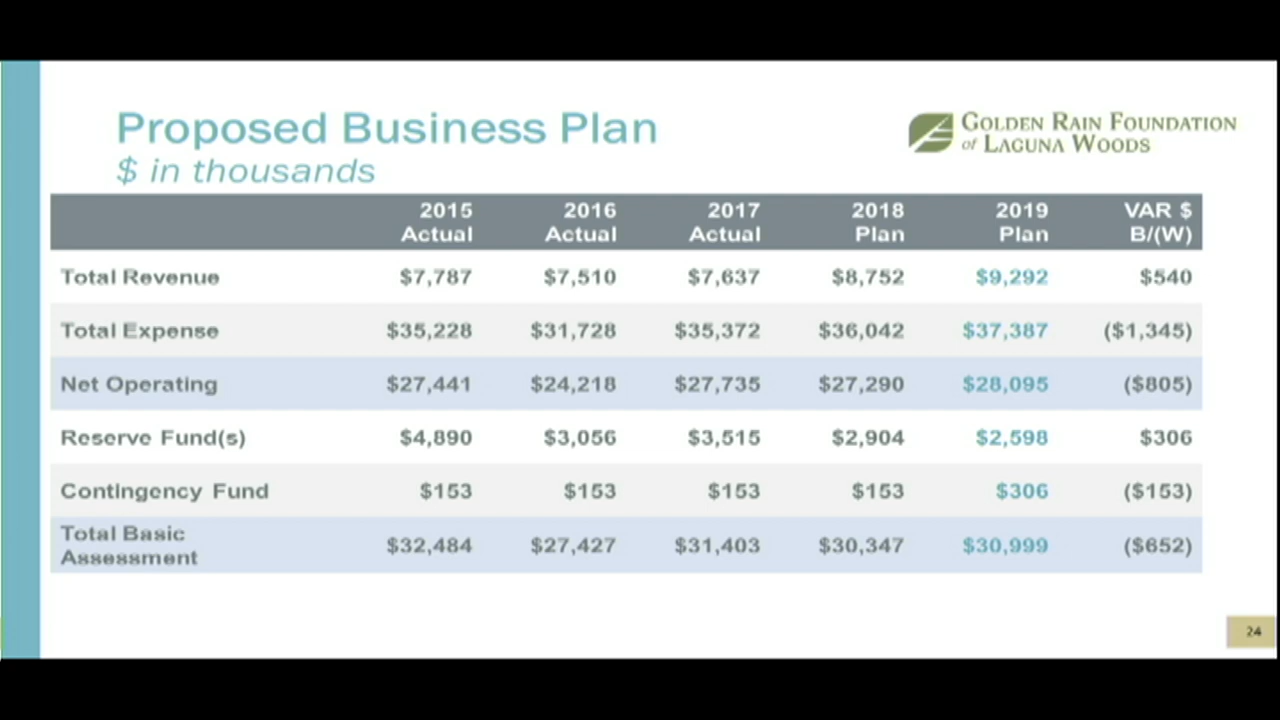 Proposed Business Plan
$ in thousands
GOLDEN RAIN FOUNDATION
of LAGUNA WOODS
2015 Actual 2016 Actual 2017 Actual 2018 Plan 2019 Plan VAR $ B/(W)
Total Revenue $7,787 $7,510 $7,637 $8,752 $9,292 $540
Total Expense $35,228 $31,728 $35,372 $36,042 $37,387 ($1,345)
Net Operating $27,441 $24,218 $27,735 $27,290 $28,095 ($805)
Reserve Fund(s) $4,890 $3,056 $3,515 $2,904 $2,598 $306
Contingency Fund $153 $153 $153 $153 $306 ($153)
Total Basic Assessment $32,484 $27,427 $31,403 $30,347 $30,999 ($652)
24